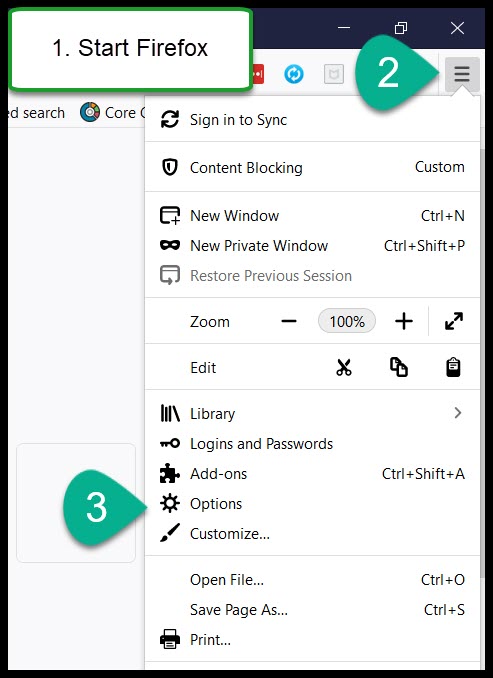 1. Start Firefox
2
ed search Core
Sign in to Sync
Content Blocking Custom
New Window Ctrl+N
New Private Window Ctrl+Shift+P
Restore Previous Session
Zoom 100%
Edit
Library
Logins and Passwords
Add-ons Ctrl+Shift+A
3
Options
Customize...
Open File... Ctrl+O
Save Page As... Ctrl+S
Print...